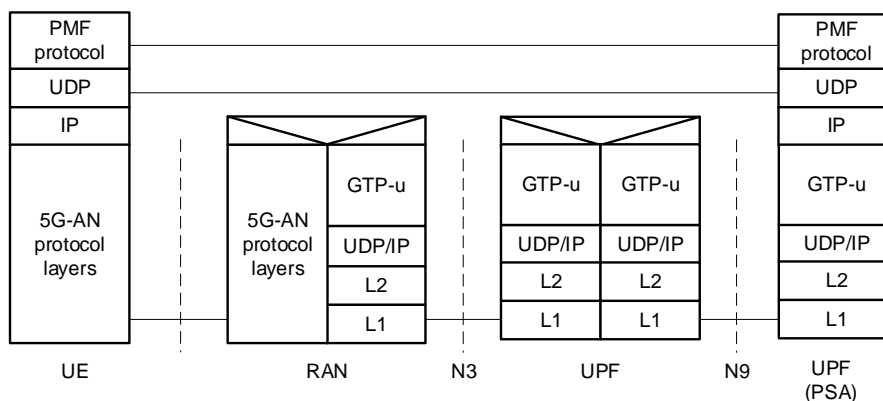 PMF
protocol
UDP
IP
5G-AN
protocol
layers
UE
5G-AN
protocol
layers
GTP-u
UDP/IP
L2
L1
RAN
N3
GTP-u
GTP-u
UDP/IP
UDP/IP
L2
L2
L1
L1
UPF
N9
PMF
protocol
UDP
IP
GTP-u
UDP/IP
L2
L1
UPF
(PSA)